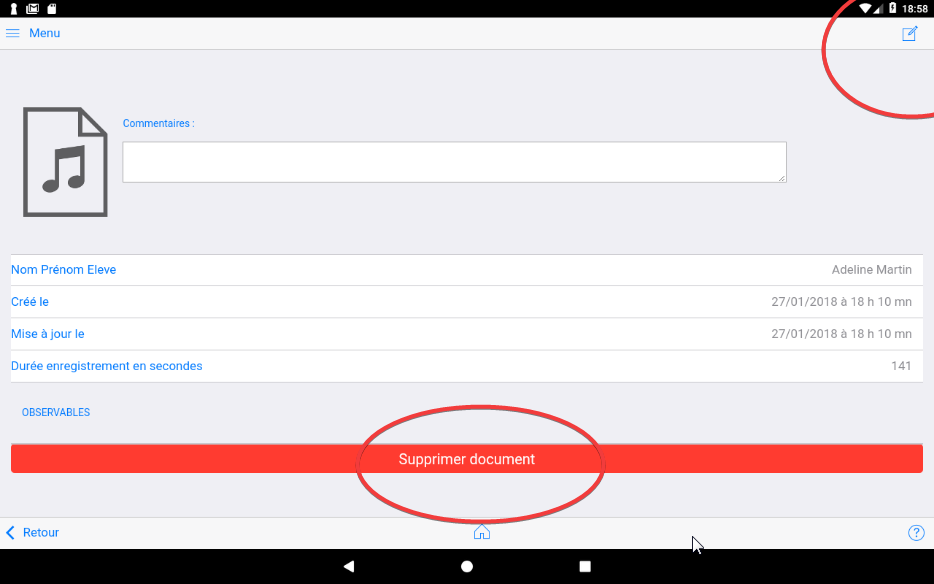 18:58
Menu
Commentaires :
Nom Prénom Eleve
Adeline Martin
Créé le
27/01/2018 à 18 h 10 mn
Mise à jour le
27/01/2018 à 18 h 10 mn
Durée enregistrement en secondes
141
OBSERVABLES
Supprimer document
Retour
?